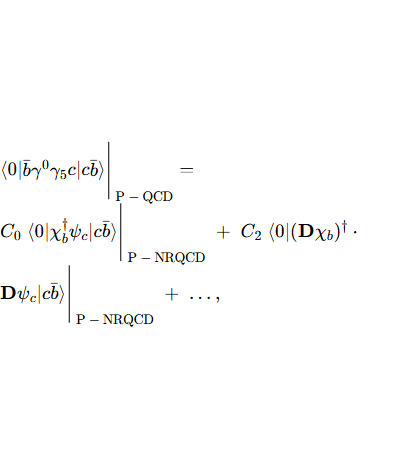 ⟨0|b̄γ⁰γ₅c|cb̄⟩|_{P−QCD} =
C₀ ⟨0|χ_b^†ψ_c|cb̄⟩|_{P−NRQCD} + C₂ ⟨0|(𝐃χ_b)^† ·
𝐃ψ_c|cb̄⟩|_{P−NRQCD} + … ,